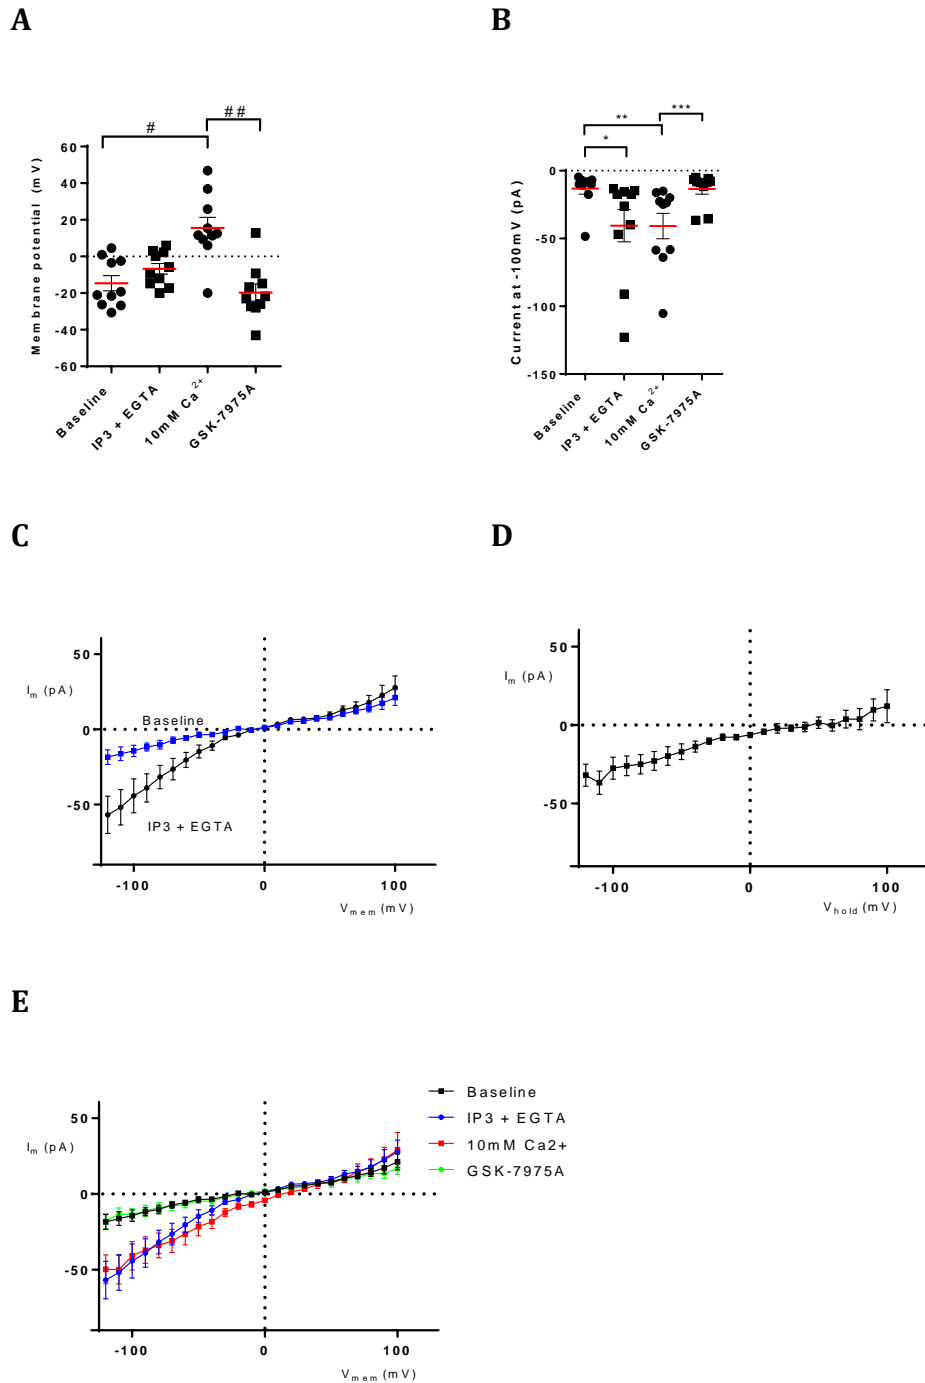 A
B
#
##
Membrane potential (mV)
60
40
20
0
-20
-40
-60
Baseline
IP3 + EGTA
10mM Ca2+
GSK-7975A
***
**
*
Current at -100mV (pA)
0
-50
-100
-150
Baseline
IP3 + EGTA
10mM Ca2+
GSK-7975A
C
D
50
Im (pA)
Baseline
0
-50
IP3 + EGTA
-100
0
100
Vmem (mV)
50
Im (pA)
0
-50
-100
0
100
Vhold (mV)
E
Baseline
IP3 + EGTA
10mM Ca2+
GSK-7975A
50
Im (pA)
0
-50
-100
0
100
Vmem (mV)